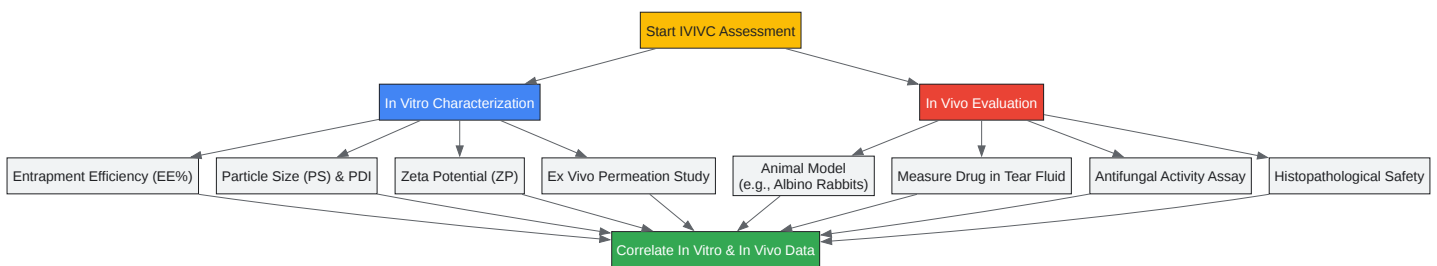 Start IVIVC Assessment
In Vitro Characterization
In Vivo Evaluation
Entrapment Efficiency (EE%)
Particle Size (PS) & PDI
Zeta Potential (ZP)
Ex Vivo Permeation Study
Animal Model
(e.g., Albino Rabbits)
Measure Drug in Tear Fluid
Antifungal Activity Assay
Histopathological Safety
Correlate In Vitro & In Vivo Data